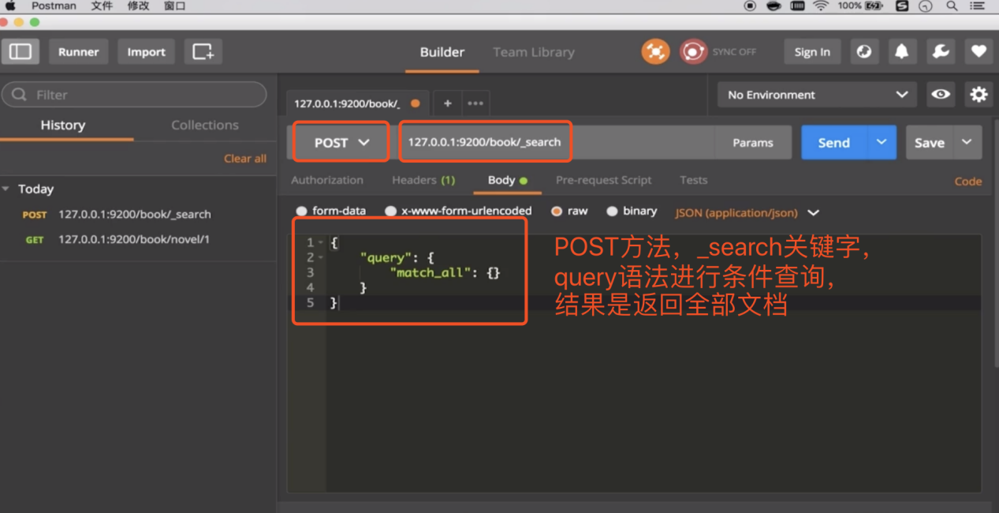 Postman 文件 修改 窗口 100%
Runner Import Builder Team Library SYNC OFF Sign In
Filter
127.0.0.1:9200/book/_ + ••• No Environment
History Collections
POST 127.0.0.1:9200/book/_search Params Send Save
Clear all
Authorization Headers (1) Body Pre-request Script Tests Code
Today
form-data x-www-form-urlencoded raw binary JSON (application/json)
POST 127.0.0.1:9200/book/_search
GET 127.0.0.1:9200/book/novel/1
1 {
2 "query": {
3 "match_all": {}
4 }
5 }
POST方法，_search关键字，
query语法进行条件查询，
结果是返回全部文档